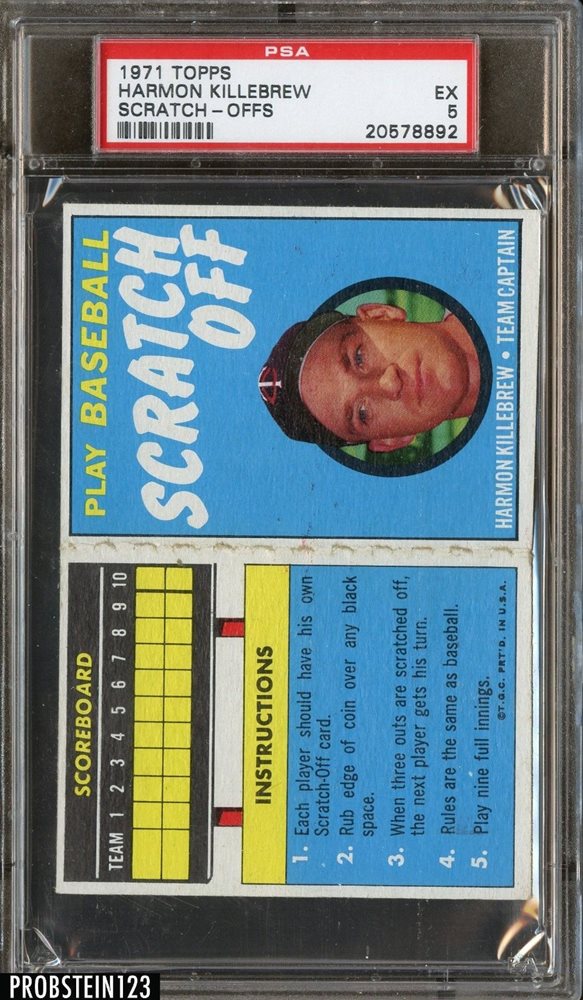 PSA
1971 TOPPS
HARMON KILLEBREW
EX
SCRATCH-OFFS
5
20578892
PLAY BASEBALL
SCRATCH
OFF
HARMON KILLEBREW • TEAM CAPTAIN
SCOREBOARD
TEAM 1 2 3 4 5 6 7 8 9 10
INSTRUCTIONS
1. Each player should have his own
Scratch-Off card.
2. Rub edge of coin over any black
space.
3. When three outs are scratched off,
the next player gets his turn.
4. Rules are the same as baseball.
5. Play nine full innings.
©T.G.C. PRT'D. IN U.S.A.
PROBSTEIN123